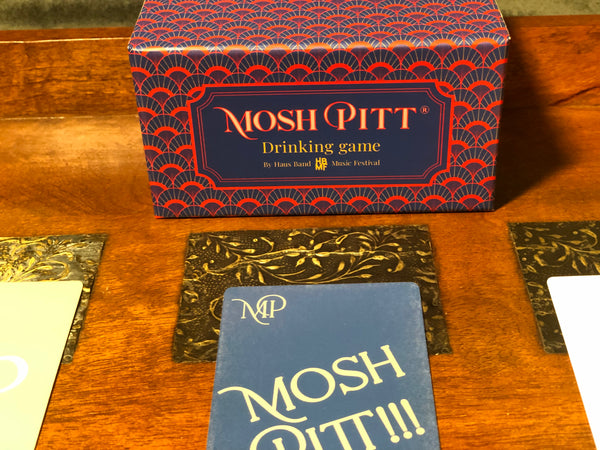 MOSH PITT®
Drinking game
By Haus Band HBMF Music Festival
MP
MOSH
PITT!!!